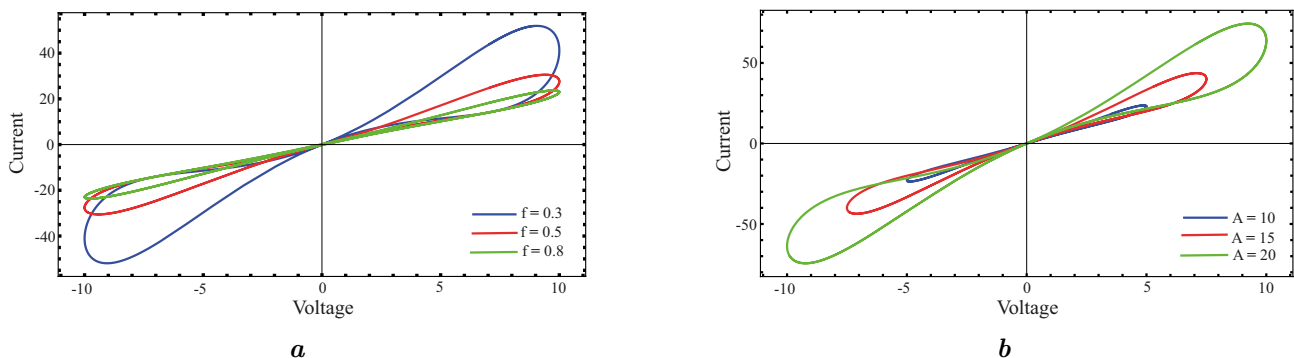 Current
40
20
0
-20
-40
-10
-5
0
5
10
Voltage
f = 0.3
f = 0.5
f = 0.8
a
Current
50
0
-50
-10
-5
0
5
10
Voltage
A = 10
A = 15
A = 20
b